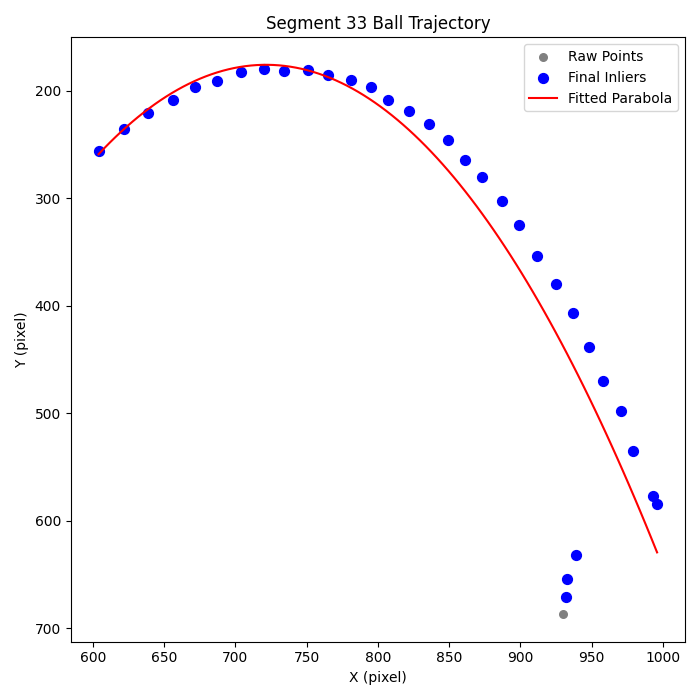 Segment 33 Ball Trajectory
Raw Points
Final Inliers
Fitted Parabola
200
300
400
500
600
700
Y (pixel)
600 650 700 750 800 850 900 950 1000
X (pixel)